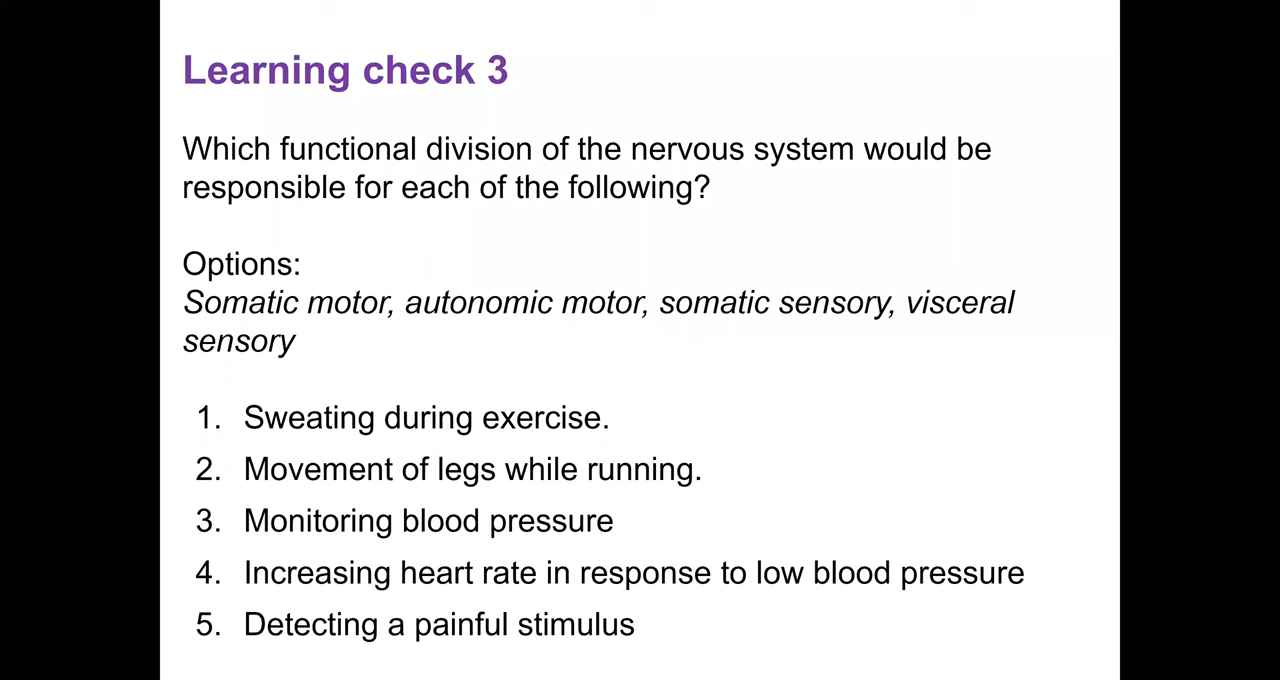 Learning check 3
Which functional division of the nervous system would be
responsible for each of the following?
Options:
Somatic motor, autonomic motor, somatic sensory, visceral
sensory
1. Sweating during exercise.
2. Movement of legs while running.
3. Monitoring blood pressure
4. Increasing heart rate in response to low blood pressure
5. Detecting a painful stimulus